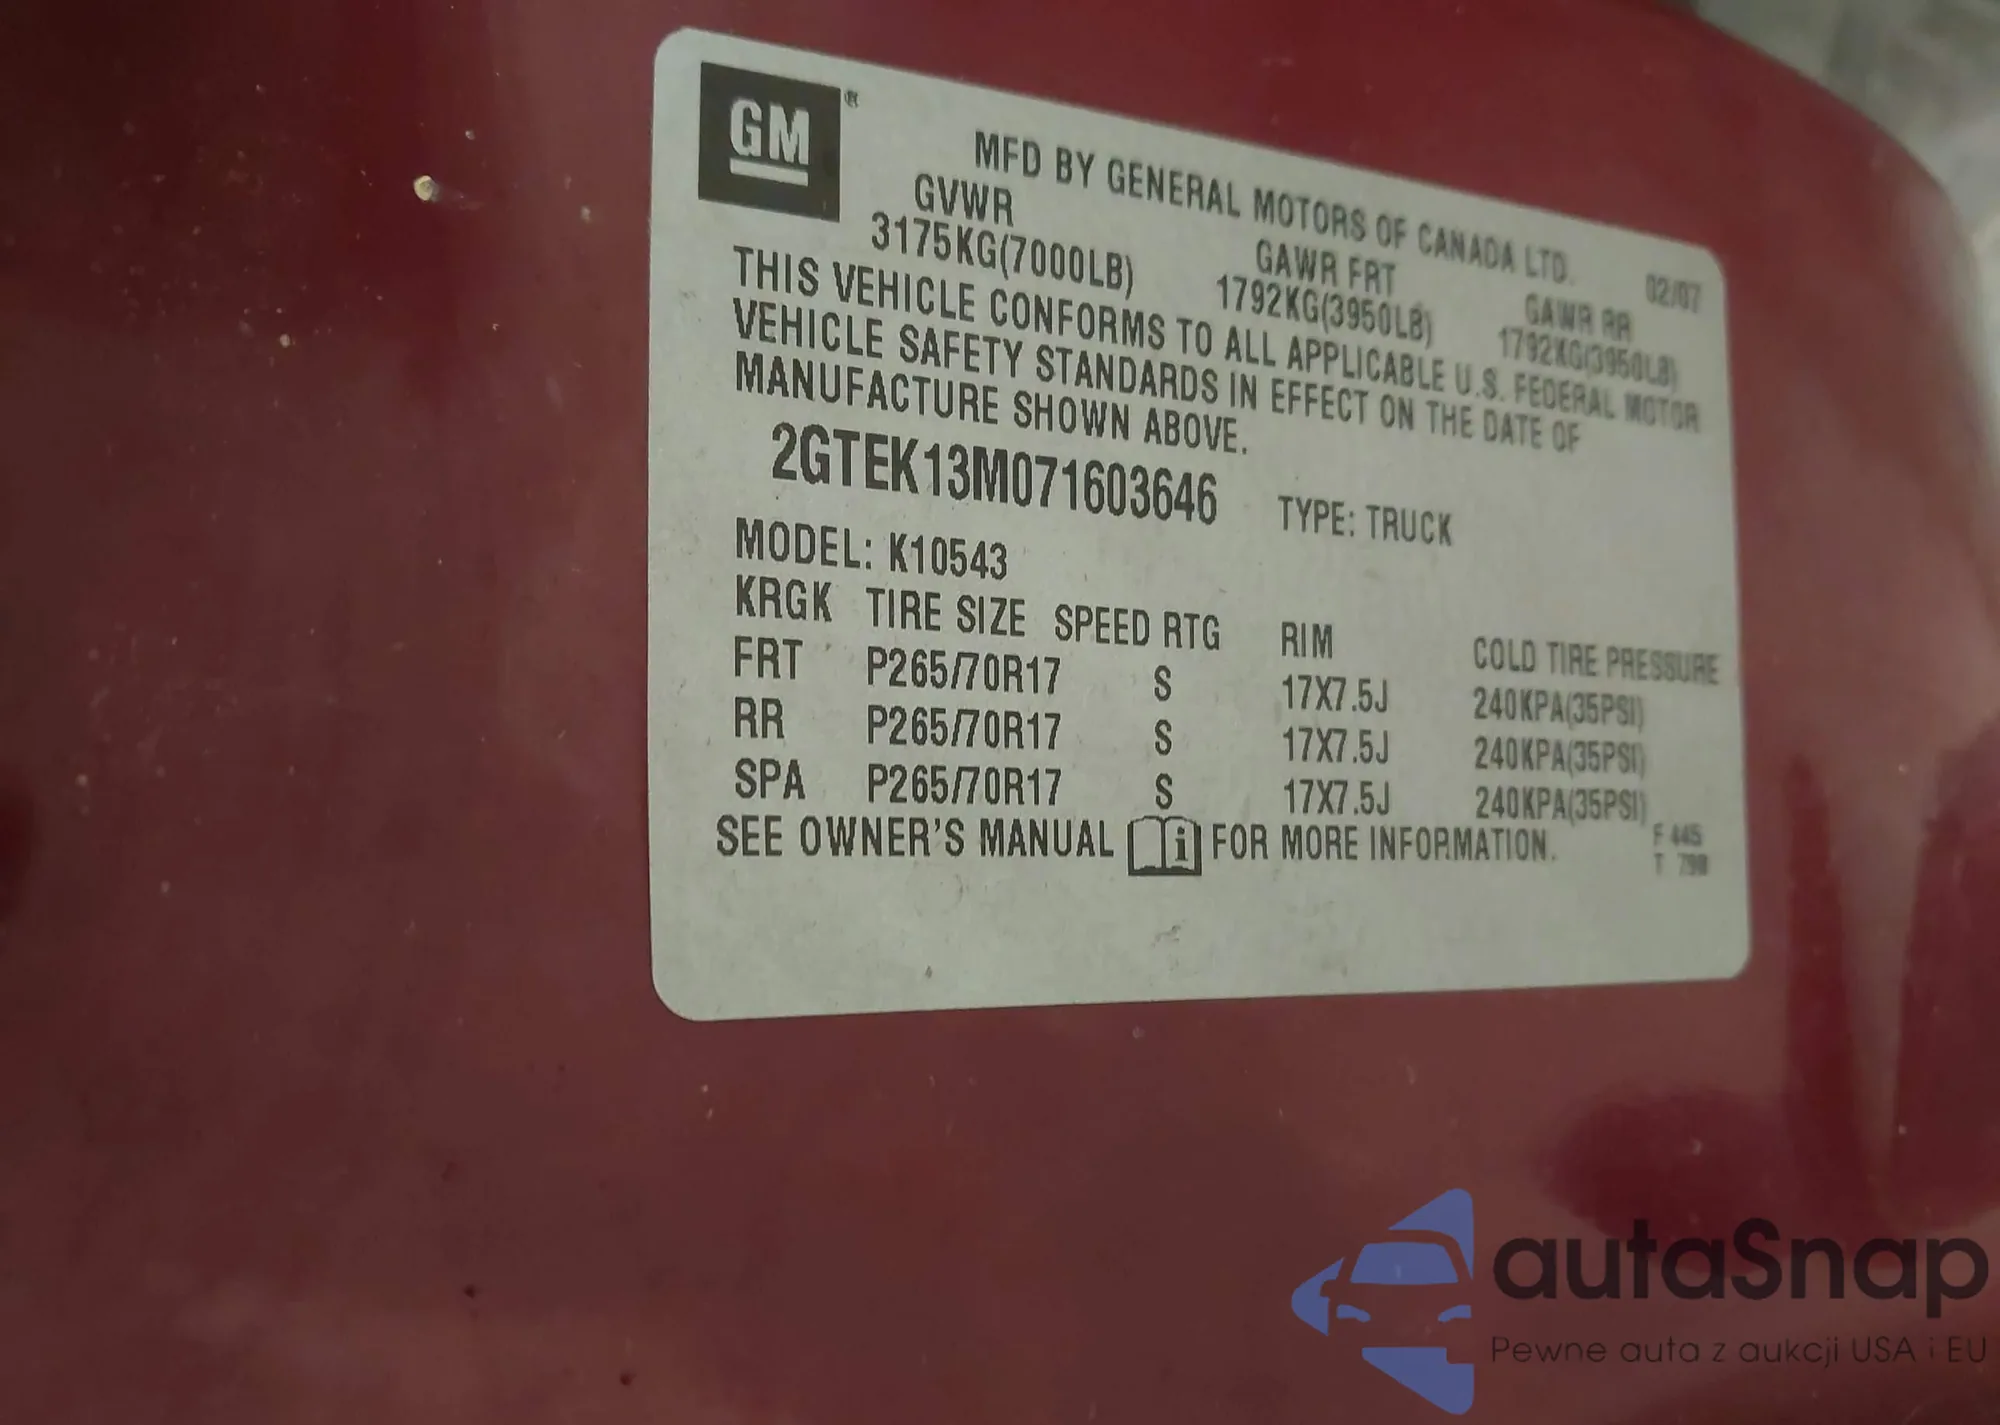 GM ®
MFD BY GENERAL MOTORS OF CANADA LTD. 02/07
GVWR GAWR FRT GAWR RR
3175KG(7000LB) 1792KG(3950LB) 1792KG(3950LB)
THIS VEHICLE CONFORMS TO ALL APPLICABLE U.S. FEDERAL MOTOR
VEHICLE SAFETY STANDARDS IN EFFECT ON THE DATE OF
MANUFACTURE SHOWN ABOVE.
2GTEK13M071603646 TYPE: TRUCK
MODEL: K10543
KRGK TIRE SIZE SPEED RTG RIM COLD TIRE PRESSURE
FRT P265/70R17 S 17X7.5J 240KPA(35PSI)
RR P265/70R17 S 17X7.5J 240KPA(35PSI)
SPA P265/70R17 S 17X7.5J 240KPA(35PSI)
SEE OWNER'S MANUAL i FOR MORE INFORMATION.
F 445
T 790
autaSnap
Pewne auta z aukcji USA i EU